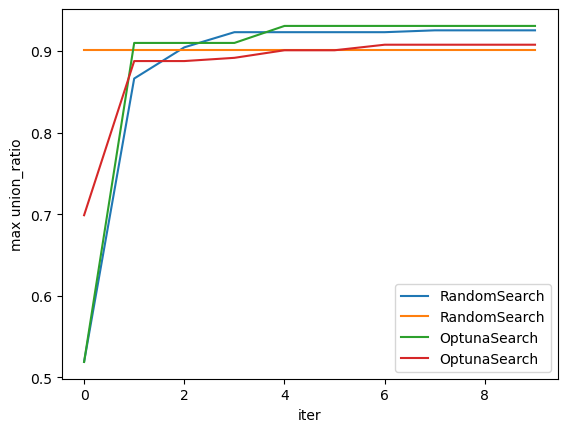 max union_ratio
0.9
0.8
0.7
0.6
0.5
0
2
4
6
8
iter
RandomSearch
RandomSearch
OptunaSearch
OptunaSearch